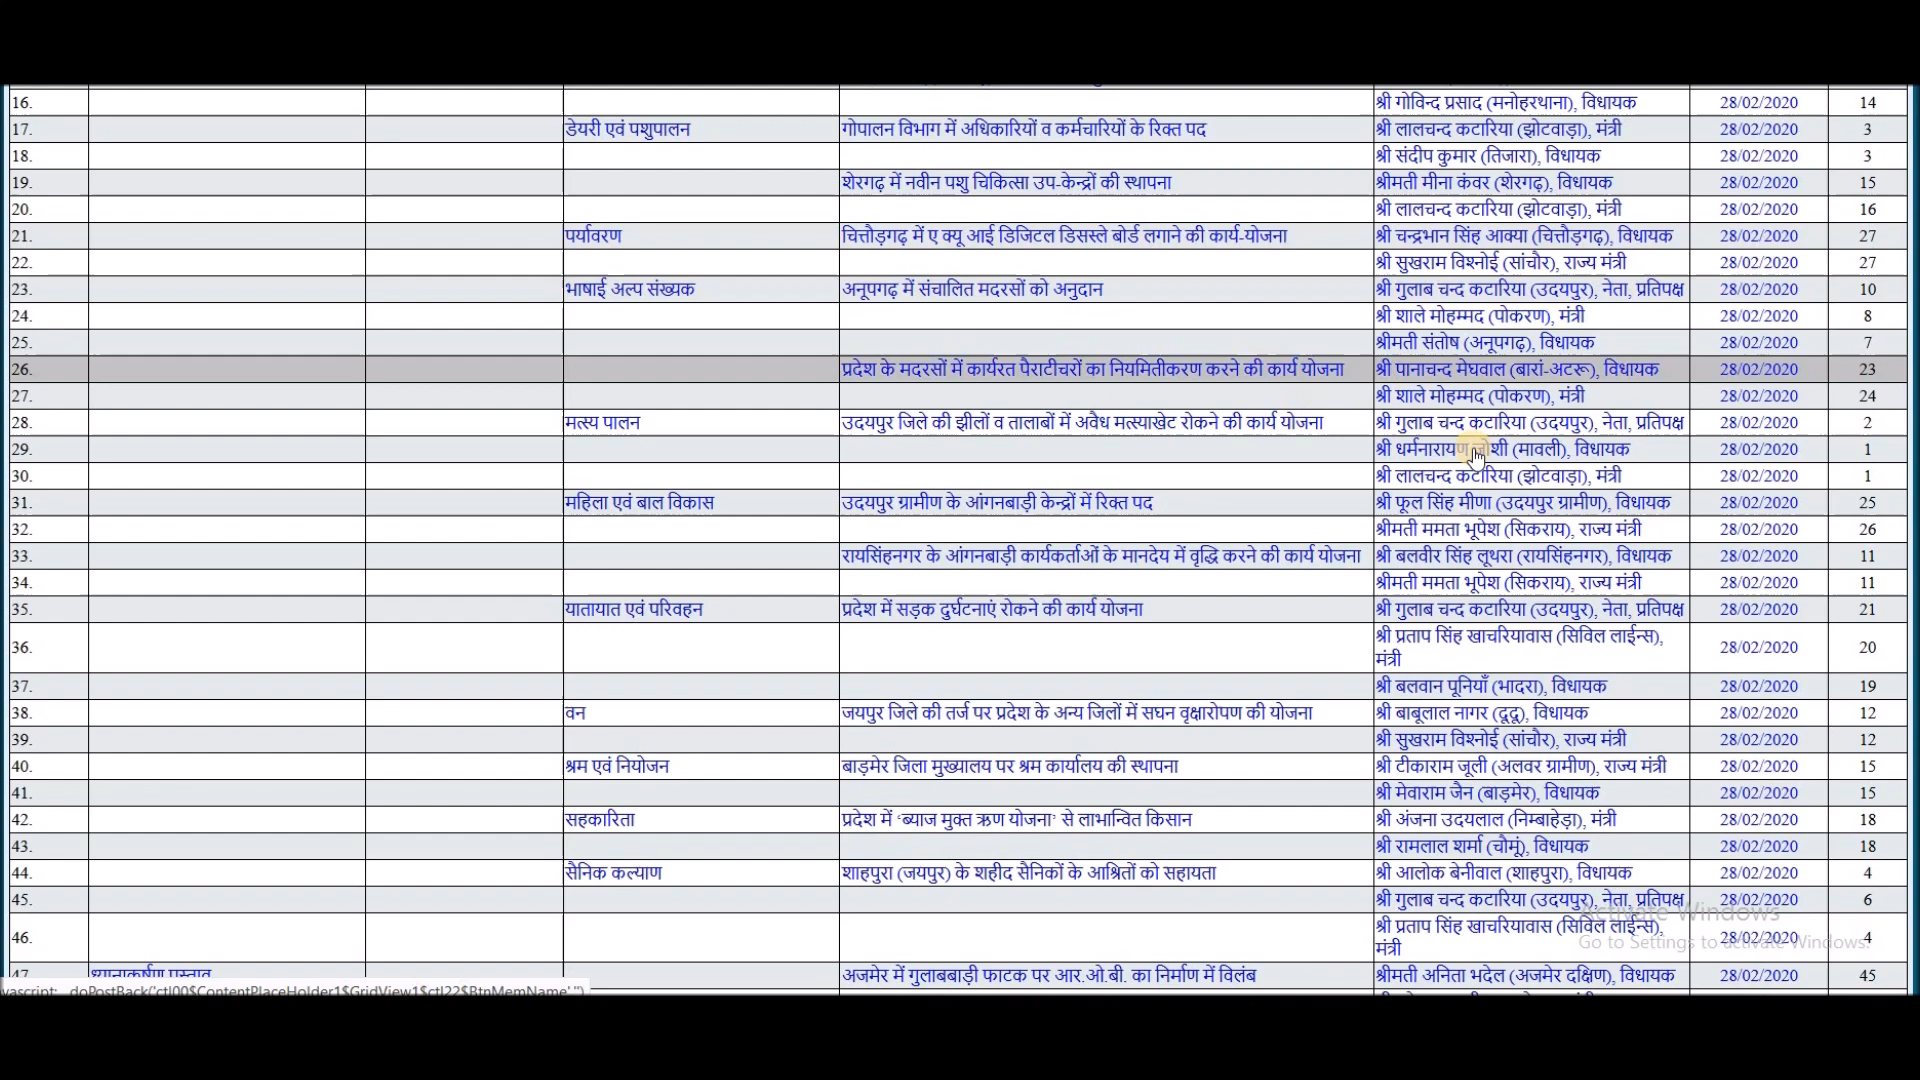 16. श्री गोविन्द प्रसाद (मनोहरथाना), विधायक 28/02/2020 14
17. डेयरी एवं पशुपालन गोपालन विभाग में अधिकारियों व कर्मचारियों के रिक्त पद श्री लालचन्द कटारिया (झोटवाड़ा), मंत्री 28/02/2020 3
18. श्री संदीप कुमार (तिजारा), विधायक 28/02/2020 3
19. शेरगढ़ में नवीन पशु चिकित्सा उप-केन्द्रों की स्थापना श्रीमती मीना कंवर (शेरगढ़), विधायक 28/02/2020 15
20. श्री लालचन्द कटारिया (झोटवाड़ा), मंत्री 28/02/2020 16
21. पर्यावरण चित्तौड़गढ़ में ए क्यू आई डिजिटल डिसस्ले बोर्ड लगाने की कार्य-योजना श्री चन्द्रभान सिंह आक्या (चित्तौड़गढ़), विधायक 28/02/2020 27
22. श्री सुखराम विश्नोई (सांचौर), राज्य मंत्री 28/02/2020 27
23. भाषाई अल्प संख्यक अनूपगढ़ में संचालित मदरसों को अनुदान श्री गुलाब चन्द कटारिया (उदयपुर), नेता, प्रतिपक्ष 28/02/2020 10
24. श्री शाले मोहम्मद (पोकरण), मंत्री 28/02/2020 8
25. श्रीमती संतोष (अनूपगढ़), विधायक 28/02/2020 7
26. प्रदेश के मदरसों में कार्यरत पैराटीचरों का नियमितीकरण करने की कार्य योजना श्री पानाचन्द मेघवाल (बारां-अटरू), विधायक 28/02/2020 23
27. श्री शाले मोहम्मद (पोकरण), मंत्री 28/02/2020 24
28. मत्स्य पालन उदयपुर जिले की झीलों व तालाबों में अवैध मत्स्याखेट रोकने की कार्य योजना श्री गुलाब चन्द कटारिया (उदयपुर), नेता, प्रतिपक्ष 28/02/2020 2
29. श्री धर्मनारायण जोशी (मावली), विधायक 28/02/2020 1
30. श्री लालचन्द कटारिया (झोटवाड़ा), मंत्री 28/02/2020 1
31. महिला एवं बाल विकास उदयपुर ग्रामीण के आंगनबाड़ी केन्द्रों में रिक्त पद श्री फूल सिंह मीणा (उदयपुर ग्रामीण), विधायक 28/02/2020 25
32. श्रीमती ममता भूपेश (सिकराय), राज्य मंत्री 28/02/2020 26
33. रायसिंहनगर के आंगनबाड़ी कार्यकर्ताओं के मानदेय में वृद्धि करने की कार्य योजना श्री बलवीर सिंह लूथरा (रायसिंहनगर), विधायक 28/02/2020 11
34. श्रीमती ममता भूपेश (सिकराय), राज्य मंत्री 28/02/2020 11
35. यातायात एवं परिवहन प्रदेश में सड़क दुर्घटनाएं रोकने की कार्य योजना श्री गुलाब चन्द कटारिया (उदयपुर), नेता, प्रतिपक्ष 28/02/2020 21
36. श्री प्रताप सिंह खाचरियावास (सिविल लाईन्स), 28/02/2020 20
मंत्री
37. श्री बलवान पूनियाँ (भादरा), विधायक 28/02/2020 19
38. वन जयपुर जिले की तर्ज पर प्रदेश के अन्य जिलों में सघन वृक्षारोपण की योजना श्री बाबूलाल नागर (दूदू), विधायक 28/02/2020 12
39. श्री सुखराम विश्नोई (सांचौर), राज्य मंत्री 28/02/2020 12
40. श्रम एवं नियोजन बाड़मेर जिला मुख्यालय पर श्रम कार्यालय की स्थापना श्री टीकाराम जूली (अलवर ग्रामीण), राज्य मंत्री 28/02/2020 15
41. श्री मेवाराम जैन (बाड़मेर), विधायक 28/02/2020 15
42. सहकारिता प्रदेश में ‘ब्याज मुक्त ऋण योजना’ से लाभान्वित किसान श्री अंजना उदयलाल (निम्बाहेड़ा), मंत्री 28/02/2020 18
43. श्री रामलाल शर्मा (चौमूं), विधायक 28/02/2020 18
44. सैनिक कल्याण शाहपुरा (जयपुर) के शहीद सैनिकों के आश्रितों को सहायता श्री आलोक बेनीवाल (शाहपुरा), विधायक 28/02/2020 4
45. श्री गुलाब चन्द कटारिया (उदयपुर), नेता, प्रतिपक्ष 28/02/2020 6
Activate Windows
46. श्री प्रताप सिंह खाचरियावास (सिविल लाईन्स), 28/02/2020 4
मंत्री
Go to Settings to activate Windows.
47. ध्यानाकर्षण प्रस्ताव अजमेर में गुलाबबाड़ी फाटक पर आर.ओ.बी. का निर्माण में विलंब श्रीमती अनिता भदेल (अजमेर दक्षिण), विधायक 28/02/2020 45
vascript:__doPostBack('ctl00$ContentPlaceHolder1$GridView1$ctl22$BtnMemName','')